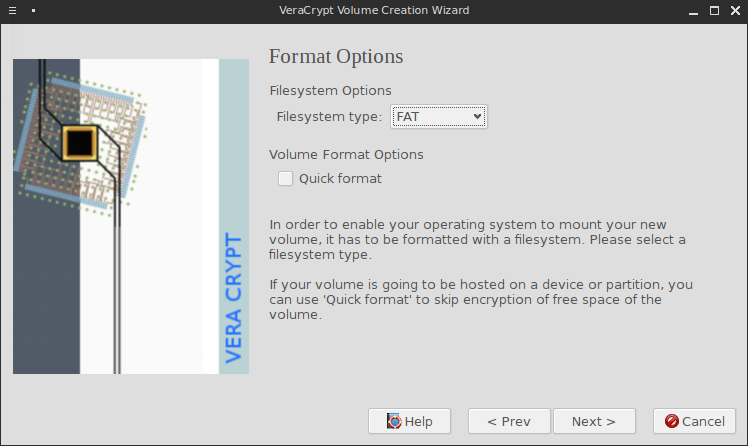 VeraCrypt Volume Creation Wizard
Format Options
Filesystem Options
Filesystem type: FAT
Volume Format Options
Quick format
In order to enable your operating system to mount your new
volume, it has to be formatted with a filesystem. Please select a
filesystem type.
If your volume is going to be hosted on a device or partition, you
can use 'Quick format' to skip encryption of free space of the
volume.
VERA CRYPT
Help
< Prev
Next >
Cancel